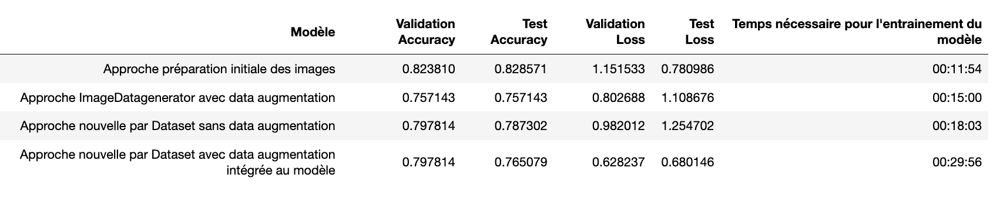 Modèle Validation Accuracy Test Accuracy Validation Loss Test Loss Temps nécessaire pour l'entrainement du modèle
Approche préparation initiale des images 0.823810 0.828571 1.151533 0.780986 00:11:54
Approche ImageDatagenerator avec data augmentation 0.757143 0.757143 0.802688 1.108676 00:15:00
Approche nouvelle par Dataset sans data augmentation 0.797814 0.787302 0.982012 1.254702 00:18:03
Approche nouvelle par Dataset avec data augmentation
intégrée au modèle 0.797814 0.765079 0.628237 0.680146 00:29:56